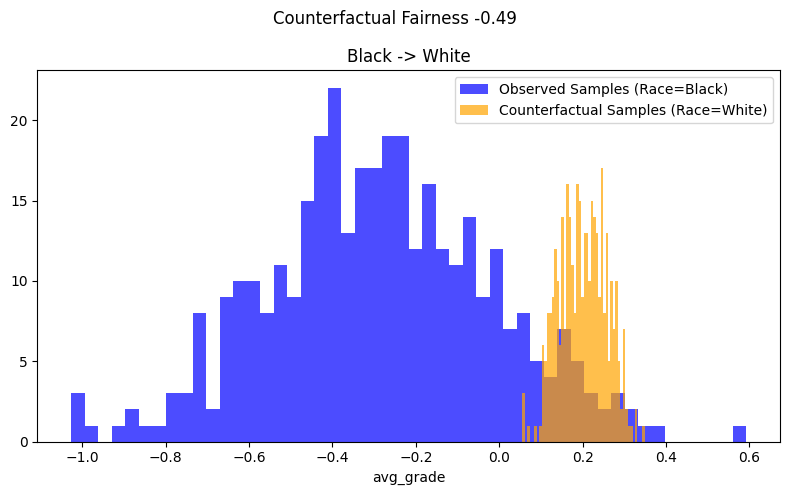 Counterfactual Fairness -0.49
Black -> White
Observed Samples (Race=Black)
Counterfactual Samples (Race=White)
20
15
10
5
0
−1.0 −0.8 −0.6 −0.4 −0.2 0.0 0.2 0.4 0.6
avg_grade